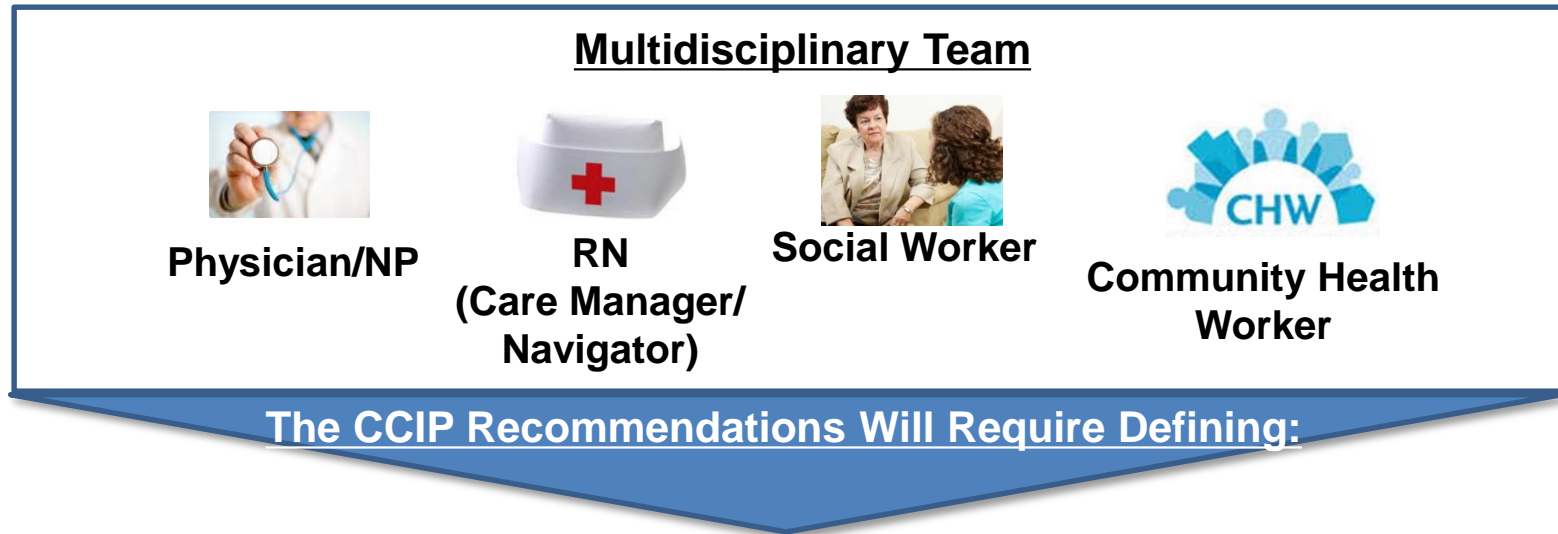 Multidisciplinary Team
CHW
Physician/NP
RN
(Care Manager/
Navigator)
Social Worker
Community Health
Worker
The CCIP Recommendations Will Require Defining: